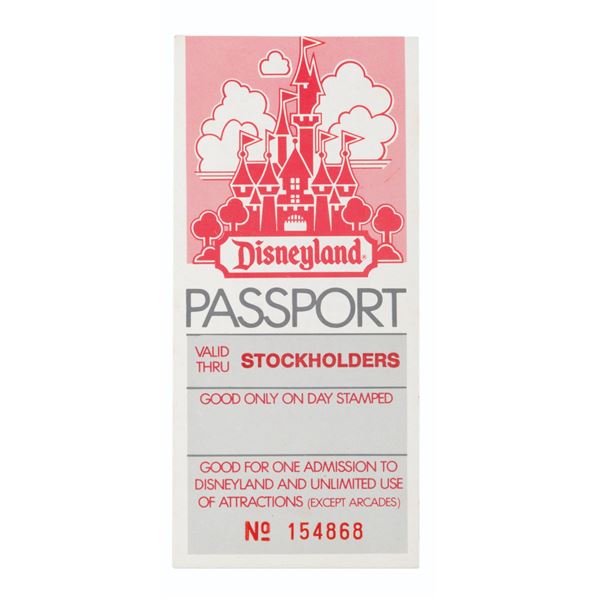 Disneyland®
PASSPORT
VALID
THRU STOCKHOLDERS
GOOD ONLY ON DAY STAMPED
GOOD FOR ONE ADMISSION TO
DISNEYLAND AND UNLIMITED USE
OF ATTRACTIONS (EXCEPT ARCADES)
Nº 154868